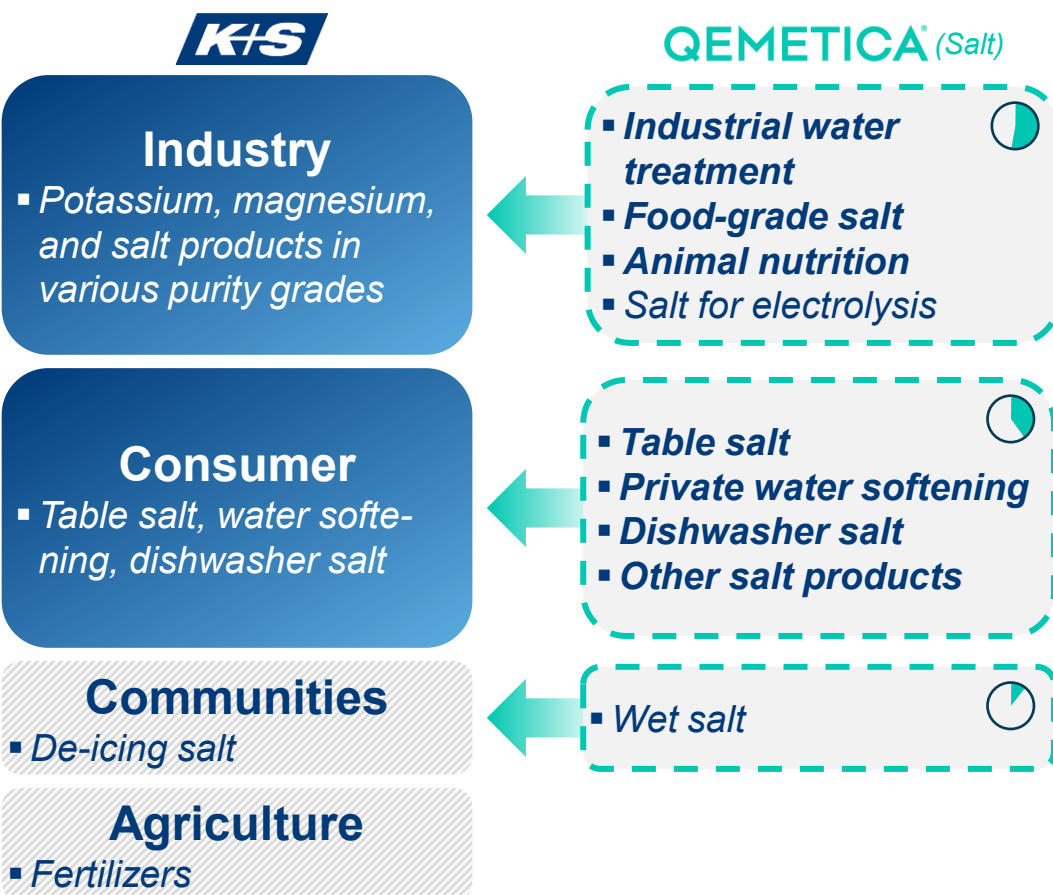 K+S
QEMETICA® (Salt)
Industry
▪ Potassium, magnesium,
and salt products in
various purity grades
▪ Industrial water
treatment
▪ Food-grade salt
▪ Animal nutrition
▪ Salt for electrolysis
Consumer
▪ Table salt, water softe-
ning, dishwasher salt
▪ Table salt
▪ Private water softening
▪ Dishwasher salt
▪ Other salt products
Communities
▪ De-icing salt
▪ Wet salt
Agriculture
▪ Fertilizers